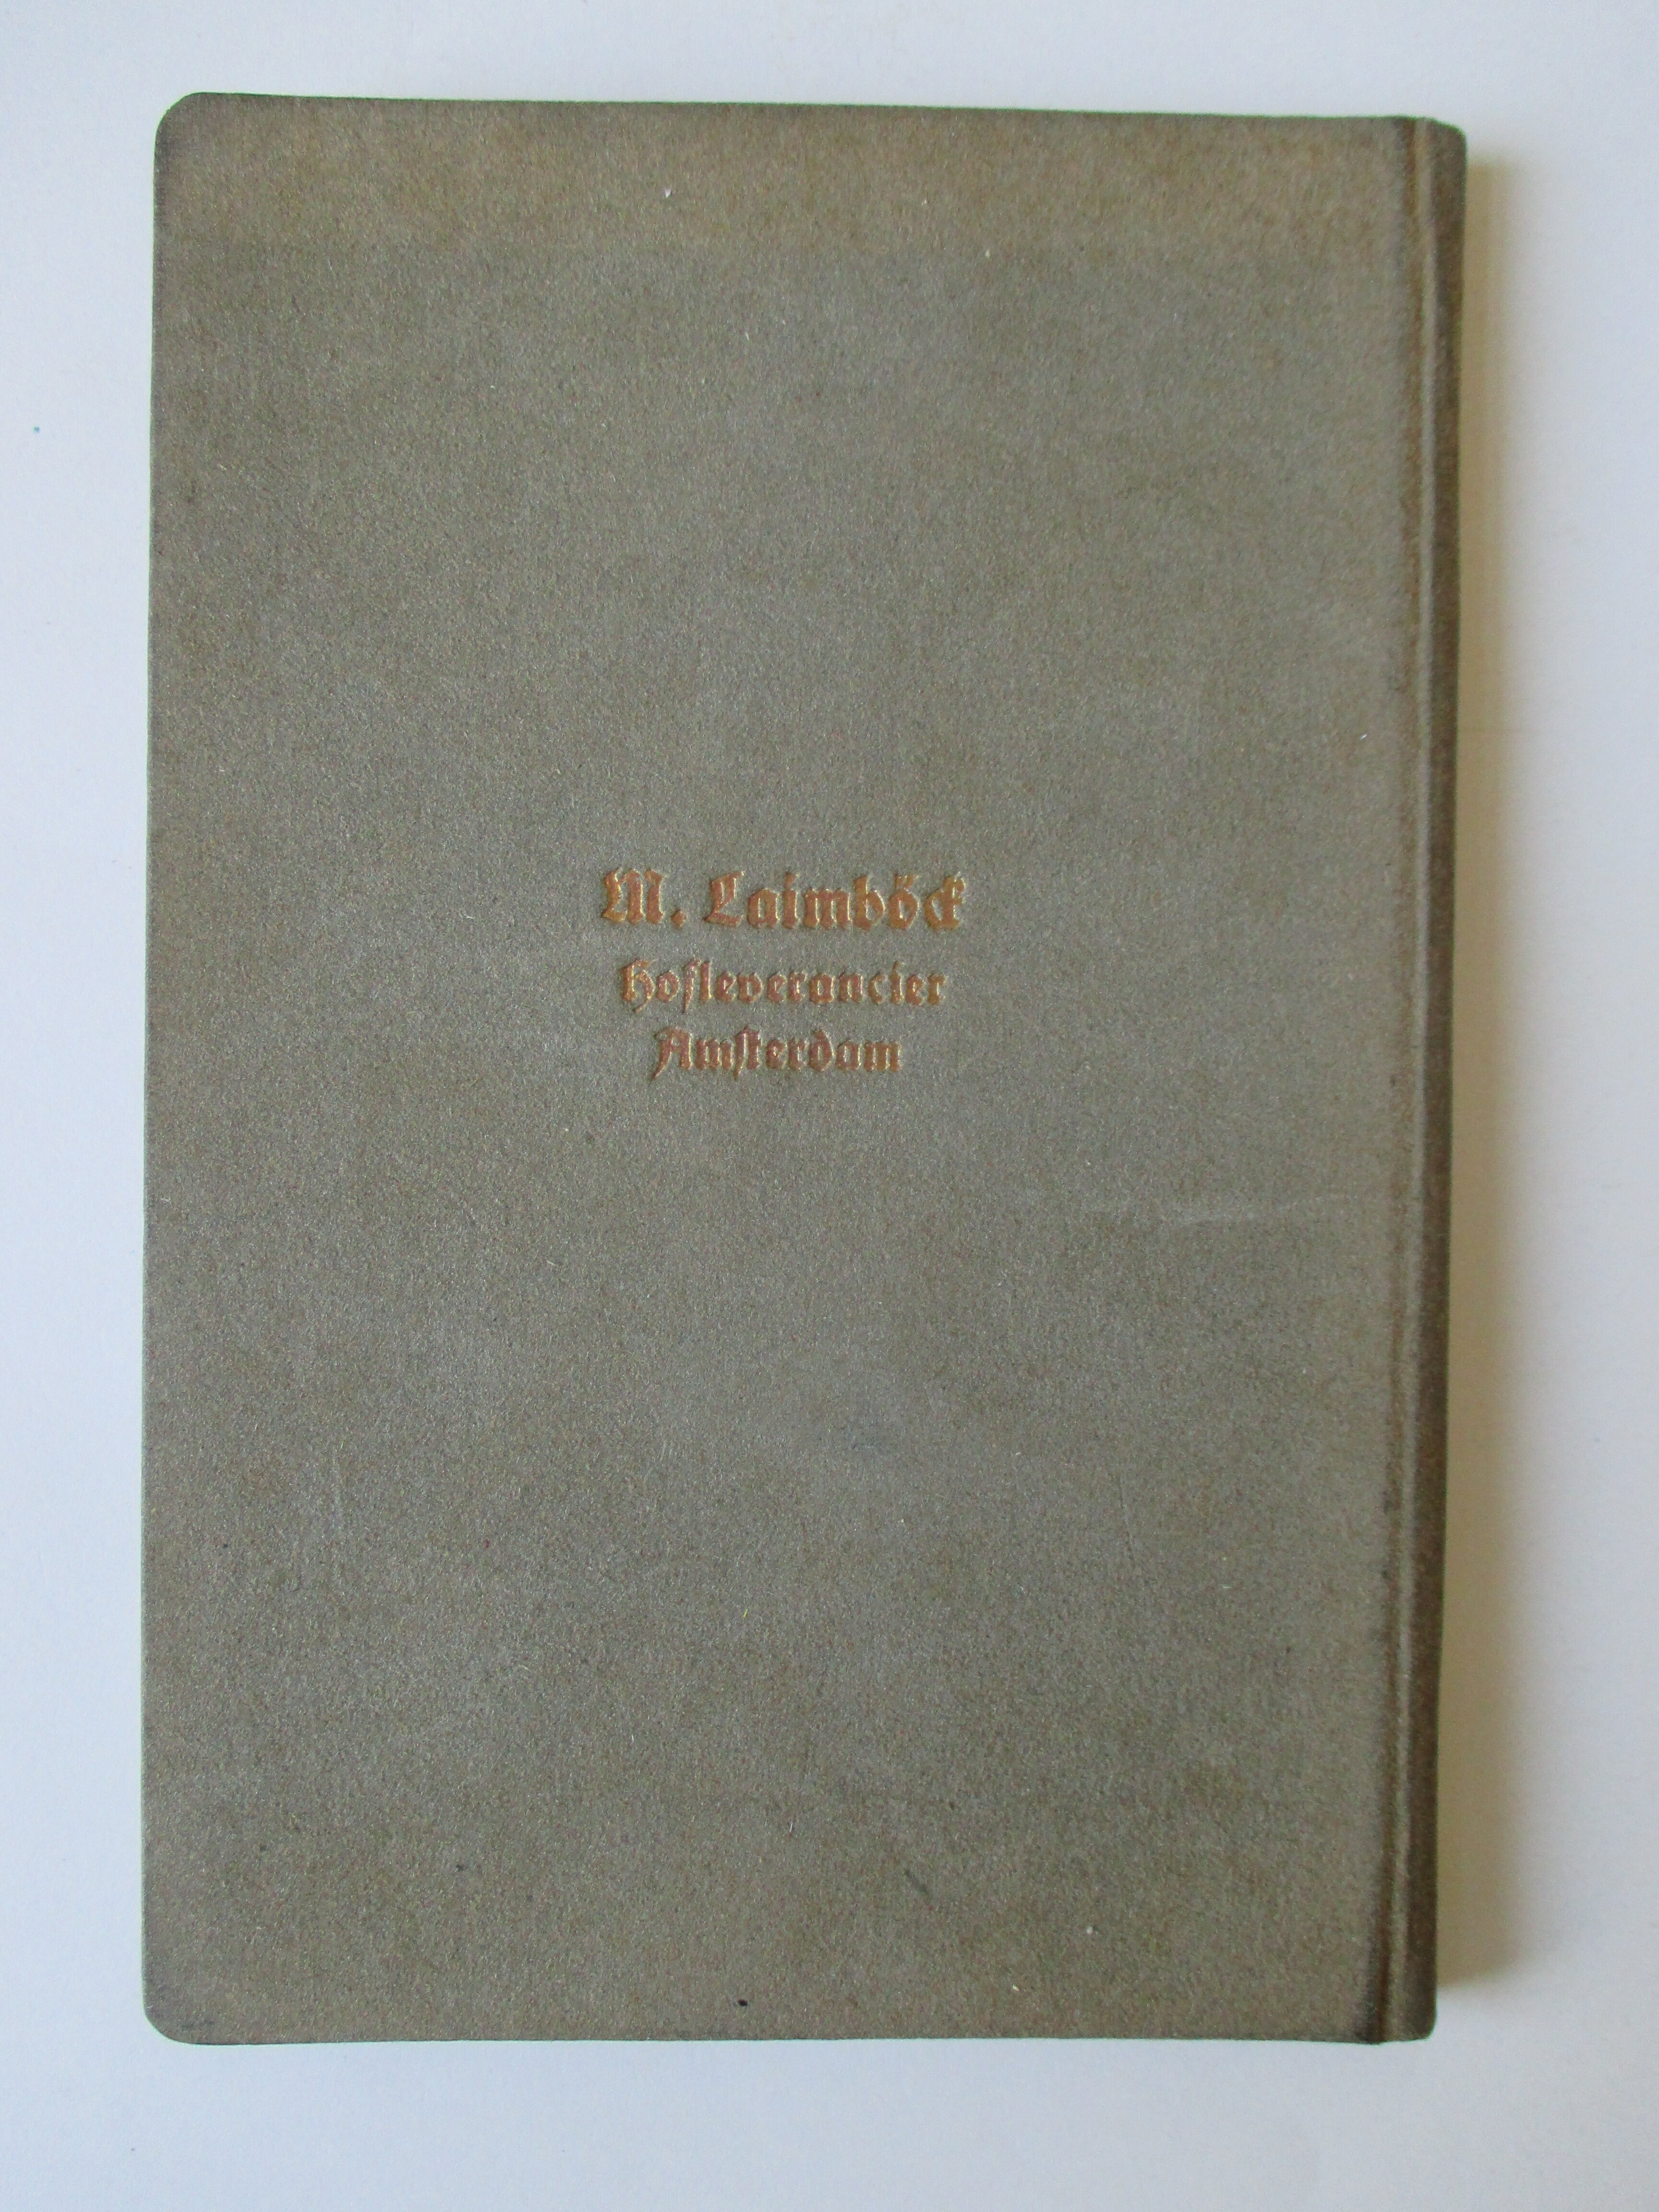 M. Laimböck
Hofleverancier
Amsterdam